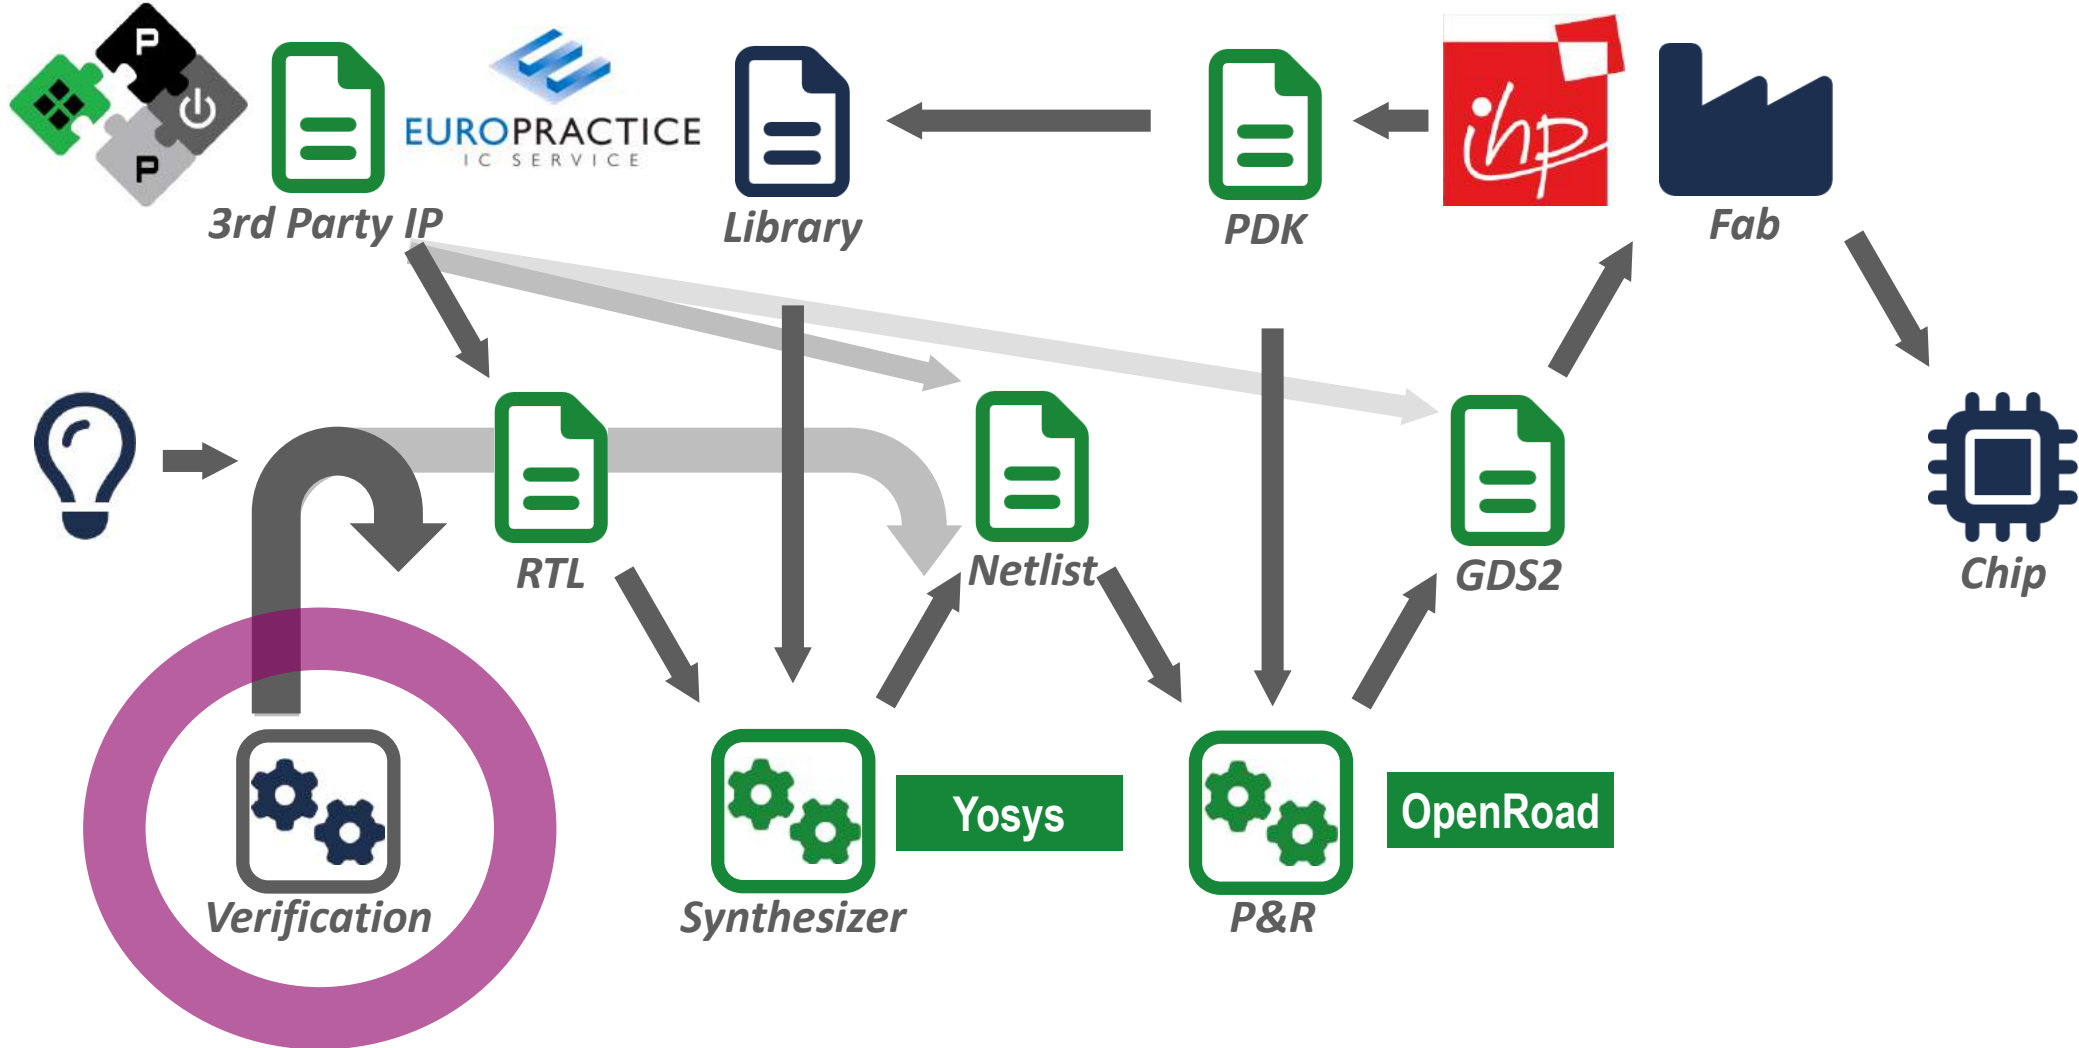 P
P
EUROPRACTICE
IC SERVICE
ihp
3rd Party IP
Library
PDK
Fab
RTL
Netlist
GDS2
Chip
Yosys
OpenRoad
Verification
Synthesizer
P&R